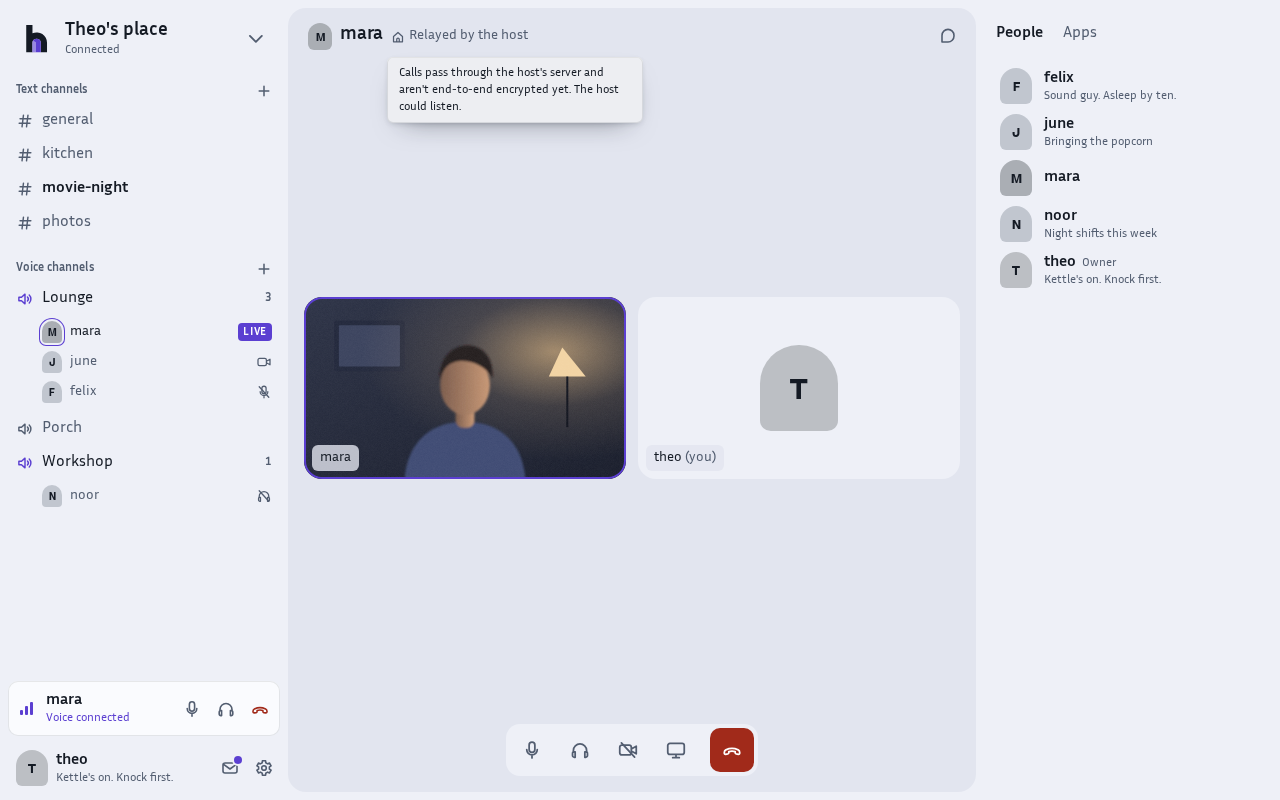 Theo's place
Connected
Text channels
general
kitchen
movie-night
photos
Voice channels
Lounge
3
M
mara
LIVE
J
june
F
felix
Porch
Workshop
1
N
noor
mara
Voice connected
T
theo
Kettle's on. Knock first.
M
mara
Relayed by the host
Calls pass through the host's server and
aren't end-to-end encrypted yet. The host
could listen.
mara
T
theo (you)
People
Apps
F
felix
Sound guy. Asleep by ten.
J
june
Bringing the popcorn
M
mara
N
noor
Night shifts this week
T
theo Owner
Kettle's on. Knock first.